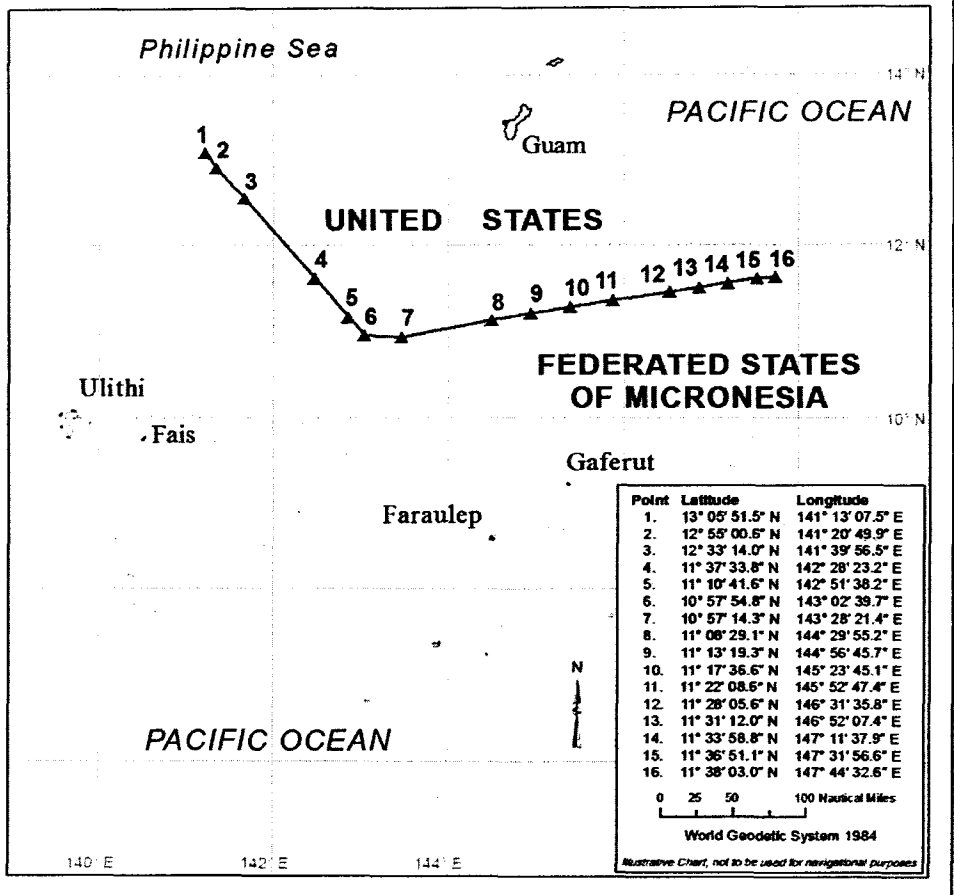 Philippine Sea
14° N
PACIFIC OCEAN
Guam
1
2
3
UNITED STATES
12° N
4
5
6
7
8
9
10
11
12
13
14
15
16
FEDERATED STATES
OF MICRONESIA
Ulithi
Fais
10° N
Gaferut
Faraulep
Point Latitude Longitude
1. 13° 05' 51.5" N 141° 13' 07.5" E
2. 12° 55' 00.6" N 141° 20' 49.9" E
3. 12° 33' 14.0" N 141° 39' 56.5" E
4. 11° 37' 33.8" N 142° 28' 23.2" E
5. 11° 10' 41.6" N 142° 51' 38.2" E
6. 10° 57' 54.8" N 143° 02' 39.7" E
7. 10° 57' 14.3" N 143° 28' 21.4" E
8. 11° 08' 29.1" N 144° 29' 55.2" E
9. 11° 13' 19.3" N 144° 56' 45.7" E
10. 11° 17' 36.6" N 145° 23' 45.1" E
11. 11° 22' 08.6" N 145° 52' 47.4" E
12. 11° 28' 05.6" N 146° 31' 35.8" E
13. 11° 31' 12.0" N 146° 52' 07.4" E
14. 11° 33' 58.8" N 147° 11' 37.9" E
15. 11° 36' 51.1" N 147° 31' 56.6" E
16. 11° 38' 03.0" N 147° 44' 32.6" E
0 25 50 100 Nautical Miles
World Geodetic System 1984
Illustrative Chart, not to be used for navigational purposes
N
PACIFIC OCEAN
140° E
142° E
144° E